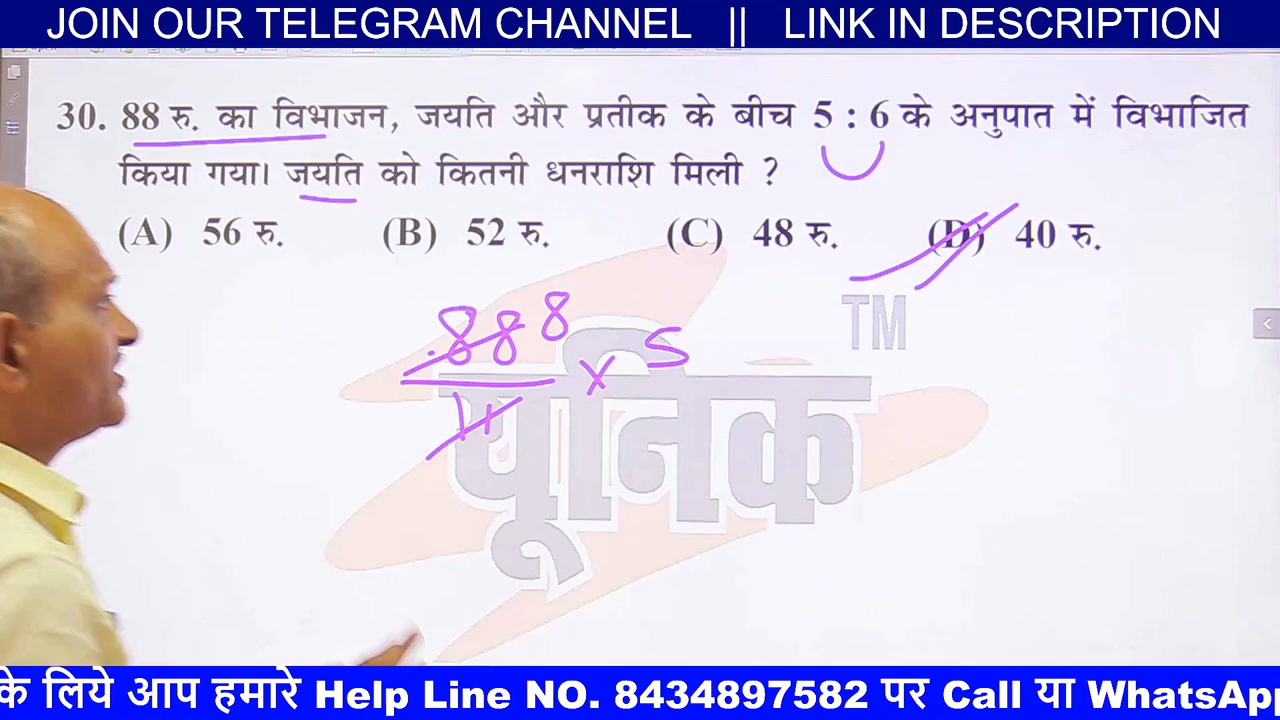 JOIN OUR TELEGRAM CHANNEL || LINK IN DESCRIPTION
30. 88 रु. का विभाजन, जयति और प्रतीक के बीच 5 : 6 के अनुपात में विभाजित
किया गया। जयति को कितनी धनराशि मिली ?
(A) 56 रु. (B) 52 रु. (C) 48 रु. (D) 40 रु.
TM
88 8 × 5
11
यूनिक
के लिये आप हमारे Help Line NO. 8434897582 पर Call या WhatsApp